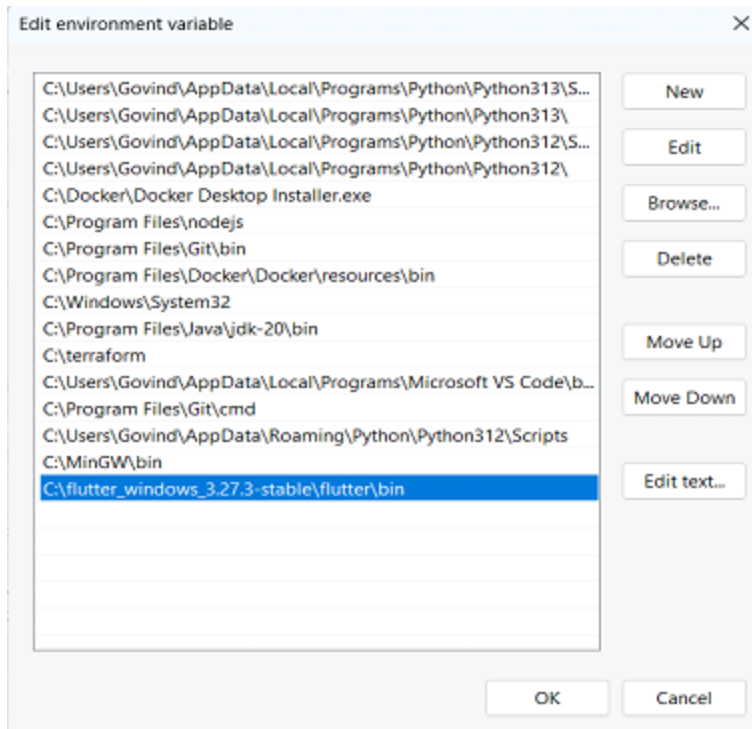 Edit environment variable
C:\Users\Govind\AppData\Local\Programs\Python\Python313\S...
C:\Users\Govind\AppData\Local\Programs\Python\Python313\
C:\Users\Govind\AppData\Local\Programs\Python\Python312\S...
C:\Users\Govind\AppData\Local\Programs\Python\Python312\
C:\Docker\Docker Desktop Installer.exe
C:\Program Files\nodejs
C:\Program Files\Git\bin
C:\Program Files\Docker\Docker\resources\bin
C:\Windows\System32
C:\Program Files\Java\jdk-20\bin
C:\terraform
C:\Users\Govind\AppData\Local\Programs\Microsoft VS Code\b...
C:\Program Files\Git\cmd
C:\Users\Govind\AppData\Roaming\Python\Python312\Scripts
C:\MinGW\bin
C:\flutter_windows_3.27.3-stable\flutter\bin
New
Edit
Browse...
Delete
Move Up
Move Down
Edit text...
OK
Cancel